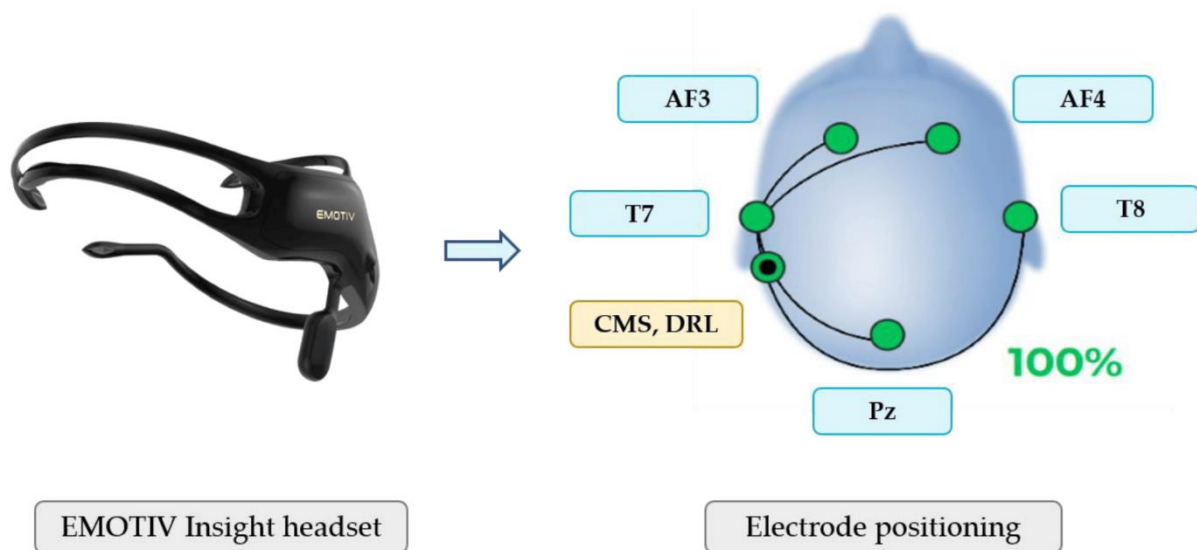 AF3
AF4
EMOTIV
T7
T8
CMS, DRL
100%
Pz
EMOTIV Insight headset
Electrode positioning